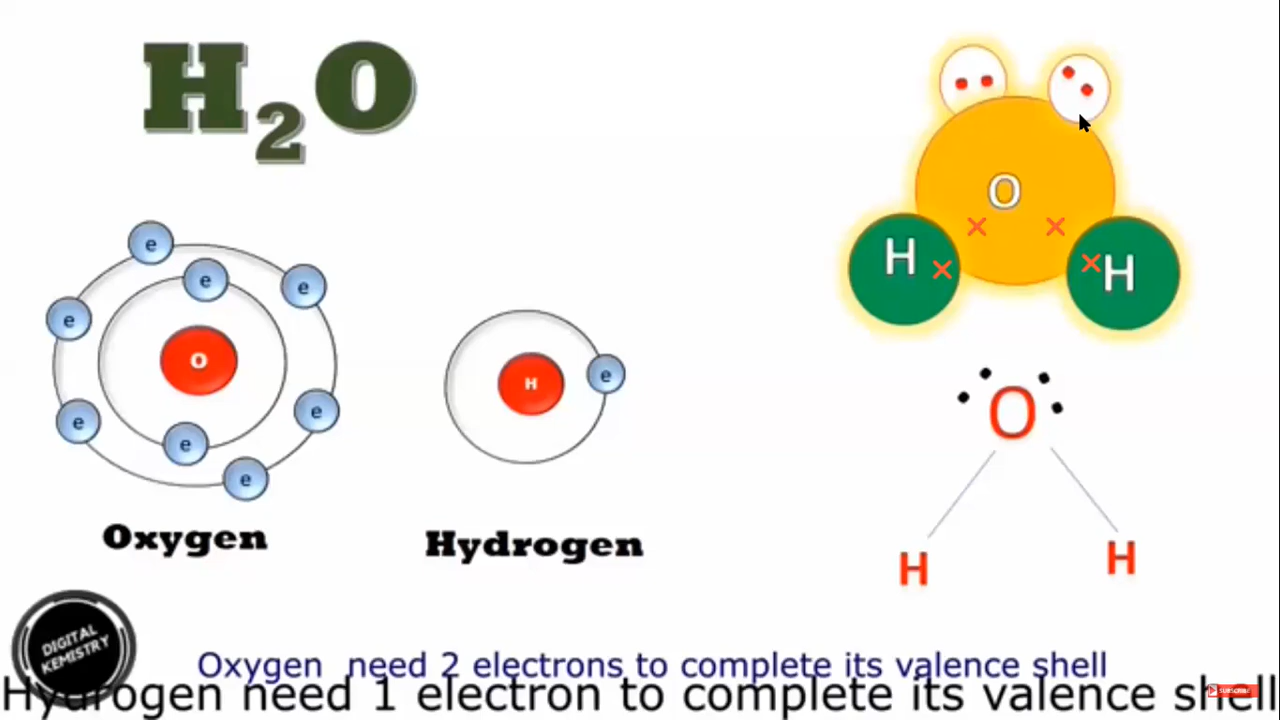 H₂O
O
H
H
e
e
e
e
e
e
e
e
O
H
e
O
H
H
Oxygen
Hydrogen
DIGITAL
KEMISTRY
Oxygen need 2 electrons to complete its valence shell
Hydrogen need 1 electron to complete its valence shell
SUBSCRIBE